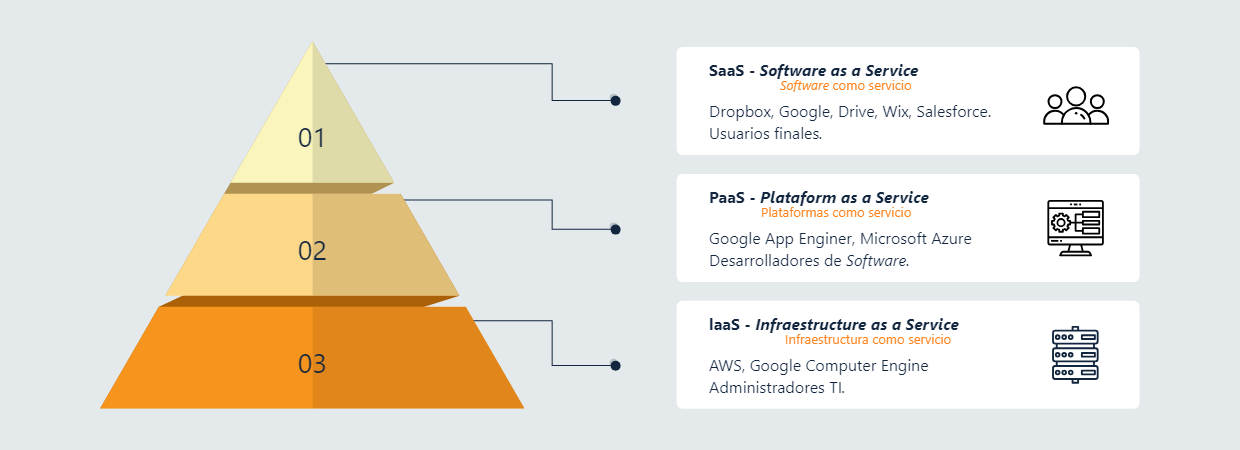 01
02
03
SaaS - Software as a Service
Software como servicio
Dropbox, Google, Drive, Wix, Salesforce.
Usuarios finales.
PaaS - Plataform as a Service
Plataformas como servicio
Google App Enginer, Microsoft Azure
Desarrolladores de Software.
IaaS - Infraestructure as a Service
Infraestructura como servicio
AWS, Google Computer Engine
Administradores TI.